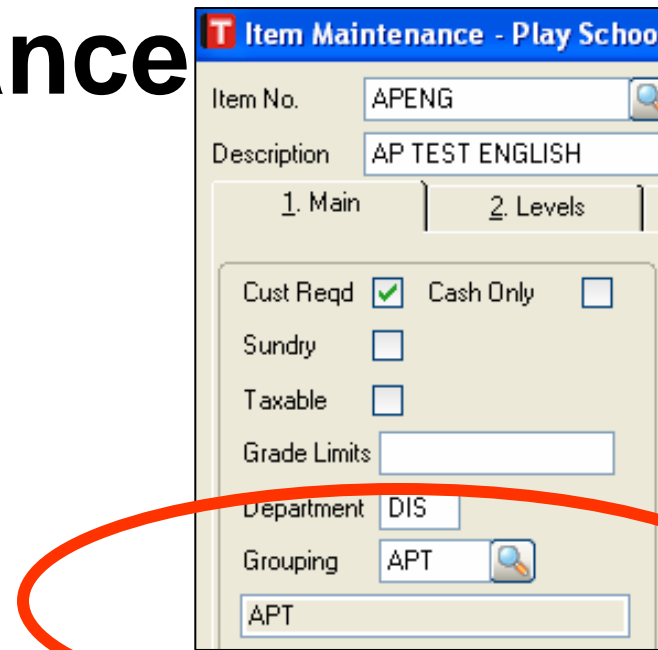 ance
T Item Maintenance - Play Schoo
Item No. APENG
Description AP TEST ENGLISH
1. Main 2. Levels
Cust Reqd Cash Only
Sundry
Taxable
Grade Limits
Department DIS
Grouping APT
APT